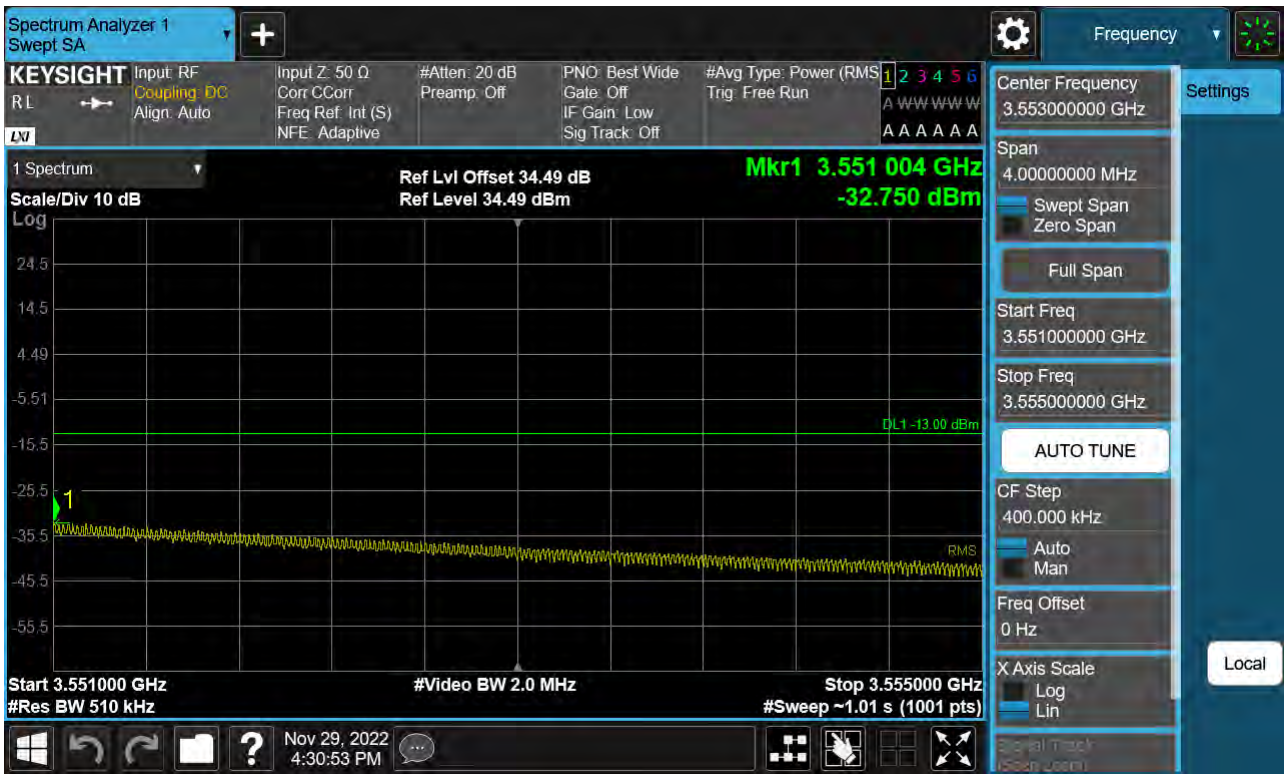 Spectrum Analyzer 1
Swept SA
+
Frequency
KEYSIGHT
RL
LXI
Input: RF
Coupling: DC
Align: Auto
Input Z: 50 Ω
Corr CCorr
Freq Ref: Int (S)
NFE: Adaptive
#Atten: 20 dB
Preamp: Off
PNO: Best Wide
Gate: Off
IF Gain: Low
Sig Track: Off
#Avg Type: Power (RMS
Trig: Free Run
1 2 3 4 5 6
A W W W W W
A A A A A A
1 Spectrum
Scale/Div 10 dB
Log
Ref Lvl Offset 34.49 dB
Ref Level 34.49 dBm
Mkr1 3.551 004 GHz
-32.750 dBm
24.5
14.5
4.49
-5.51
-15.5
-25.5
-35.5
-45.5
-55.5
DL1 -13.00 dBm
1
RMS
Start 3.551000 GHz
#Res BW 510 kHz
#Video BW 2.0 MHz
Stop 3.555000 GHz
#Sweep ~1.01 s (1001 pts)
Center Frequency
3.553000000 GHz
Span
4.00000000 MHz
Swept Span
Zero Span
Full Span
Start Freq
3.551000000 GHz
Stop Freq
3.555000000 GHz
AUTO TUNE
CF Step
400.000 kHz
Auto
Man
Freq Offset
0 Hz
X Axis Scale
Log
Lin
Signal Track
(Span Zoom)
Settings
Local
?
Nov 29, 2022
4:30:53 PM